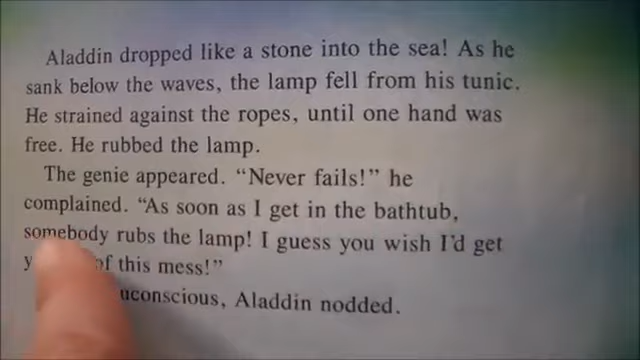 Aladdin dropped like a stone into the sea! As he
sank below the waves, the lamp fell from his tunic.
He strained against the ropes, until one hand was
free. He rubbed the lamp.
The genie appeared. “Never fails!” he
complained. “As soon as I get in the bathtub,
somebody rubs the lamp! I guess you wish I’d get
of this mess!”
uconscious, Aladdin nodded.